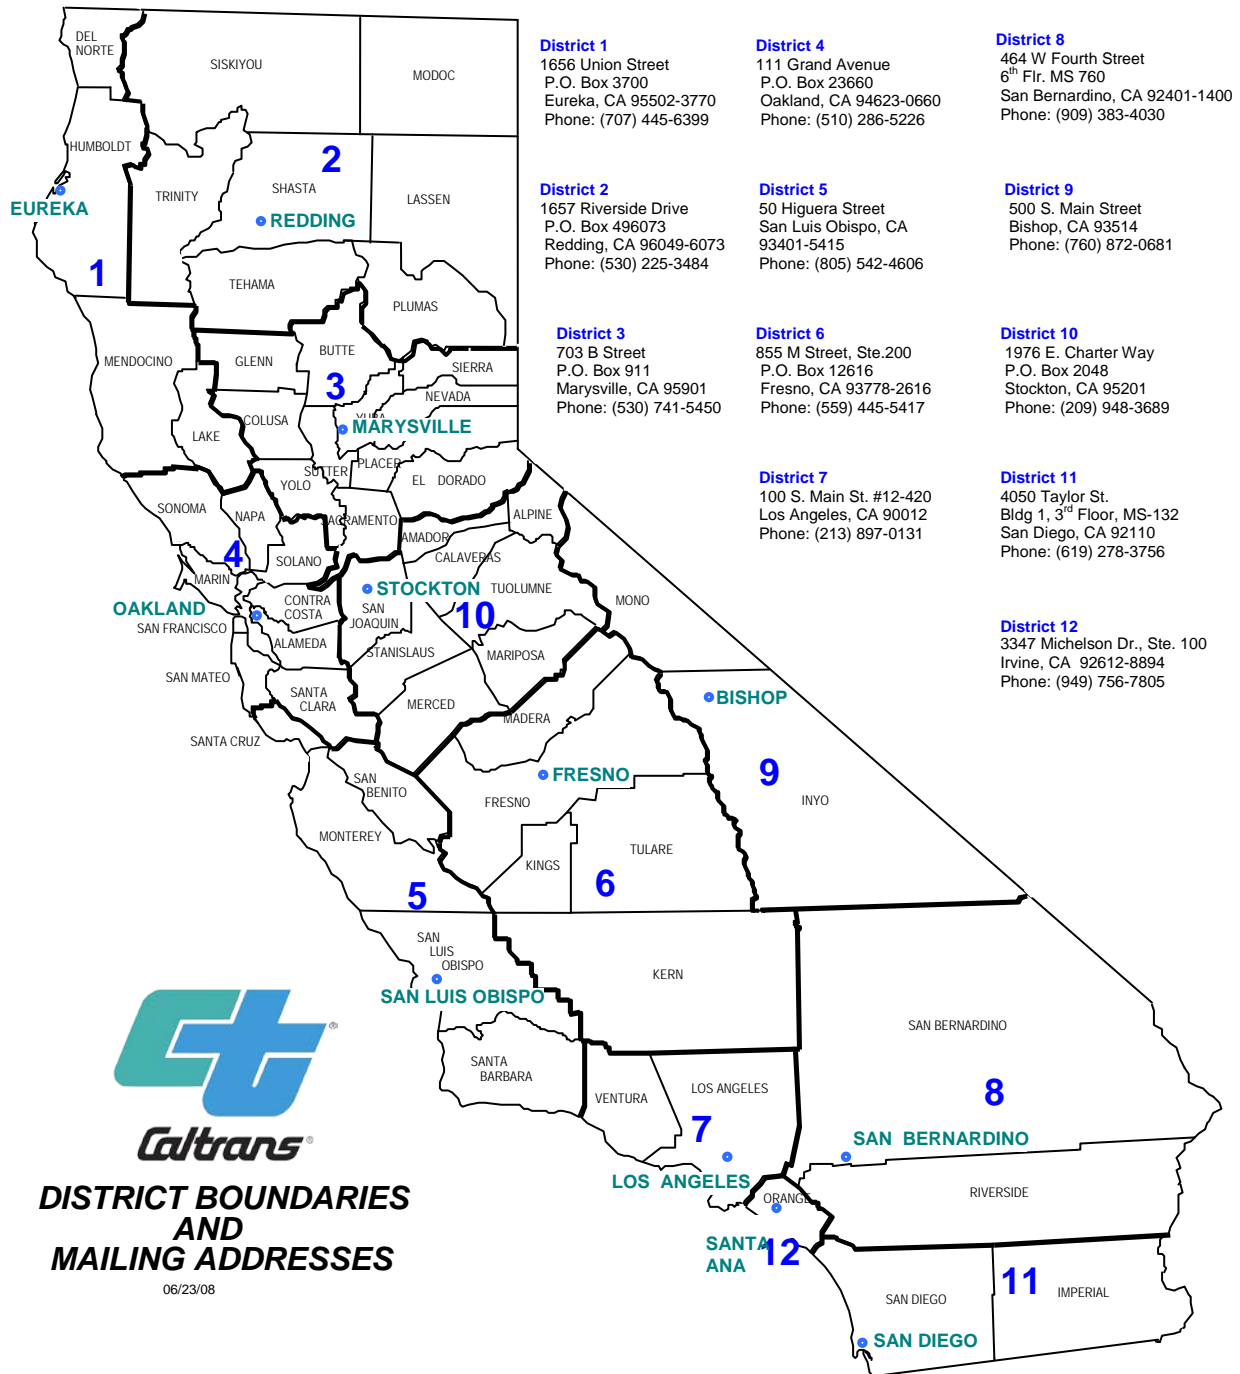 DEL
NORTE
SISKIYOU
MODOC
HUMBOLDT
2
TRINITY
SHASTA
LASSEN
EUREKA
REDDING
1
TEHAMA
PLUMAS
MENDOCINO
GLENN
BUTTE
SIERRA
3
NEVADA
YUBA
COLUSA
MARYSVILLE
LAKE
SUTTER
PLACER
YOLO
EL DORADO
SONOMA
NAPA
SACRAMENTO
ALPINE
AMADOR
4
SOLANO
CALAVERAS
MARIN
STOCKTON
TUOLUMNE
MONO
OAKLAND
CONTRA
COSTA
SAN
JOAQUIN
10
SAN FRANCISCO
ALAMEDA
STANISLAUS
MARIPOSA
SAN MATEO
SANTA
CLARA
MERCED
BISHOP
MADERA
SANTA CRUZ
SAN
BENITO
FRESNO
9
FRESNO
INYO
MONTEREY
TULARE
KINGS
5
6
SAN
LUIS
OBISPO
KERN
SAN LUIS OBISPO
SAN BERNARDINO
SANTA
BARBARA
VENTURA
LOS ANGELES
8
7
SAN BERNARDINO
LOS ANGELES
RIVERSIDE
ORANGE
SANTA
ANA
12
11
SAN DIEGO
IMPERIAL
SAN DIEGO
District 1
1656 Union Street
P.O. Box 3700
Eureka, CA 95502-3770
Phone: (707) 445-6399
District 2
1657 Riverside Drive
P.O. Box 496073
Redding, CA 96049-6073
Phone: (530) 225-3484
District 3
703 B Street
P.O. Box 911
Marysville, CA 95901
Phone: (530) 741-5450
District 4
111 Grand Avenue
P.O. Box 23660
Oakland, CA 94623-0660
Phone: (510) 286-5226
District 5
50 Higuera Street
San Luis Obispo, CA
93401-5415
Phone: (805) 542-4606
District 6
855 M Street, Ste.200
P.O. Box 12616
Fresno, CA 93778-2616
Phone: (559) 445-5417
District 7
100 S. Main St. #12-420
Los Angeles, CA 90012
Phone: (213) 897-0131
District 8
464 W Fourth Street
6th Flr. MS 760
San Bernardino, CA 92401-1400
Phone: (909) 383-4030
District 9
500 S. Main Street
Bishop, CA 93514
Phone: (760) 872-0681
District 10
1976 E. Charter Way
P.O. Box 2048
Stockton, CA 95201
Phone: (209) 948-3689
District 11
4050 Taylor St.
Bldg 1, 3rd Floor, MS-132
San Diego, CA 92110
Phone: (619) 278-3756
District 12
3347 Michelson Dr., Ste. 100
Irvine, CA 92612-8894
Phone: (949) 756-7805
ct®
Caltrans®
DISTRICT BOUNDARIES
AND
MAILING ADDRESSES
06/23/08